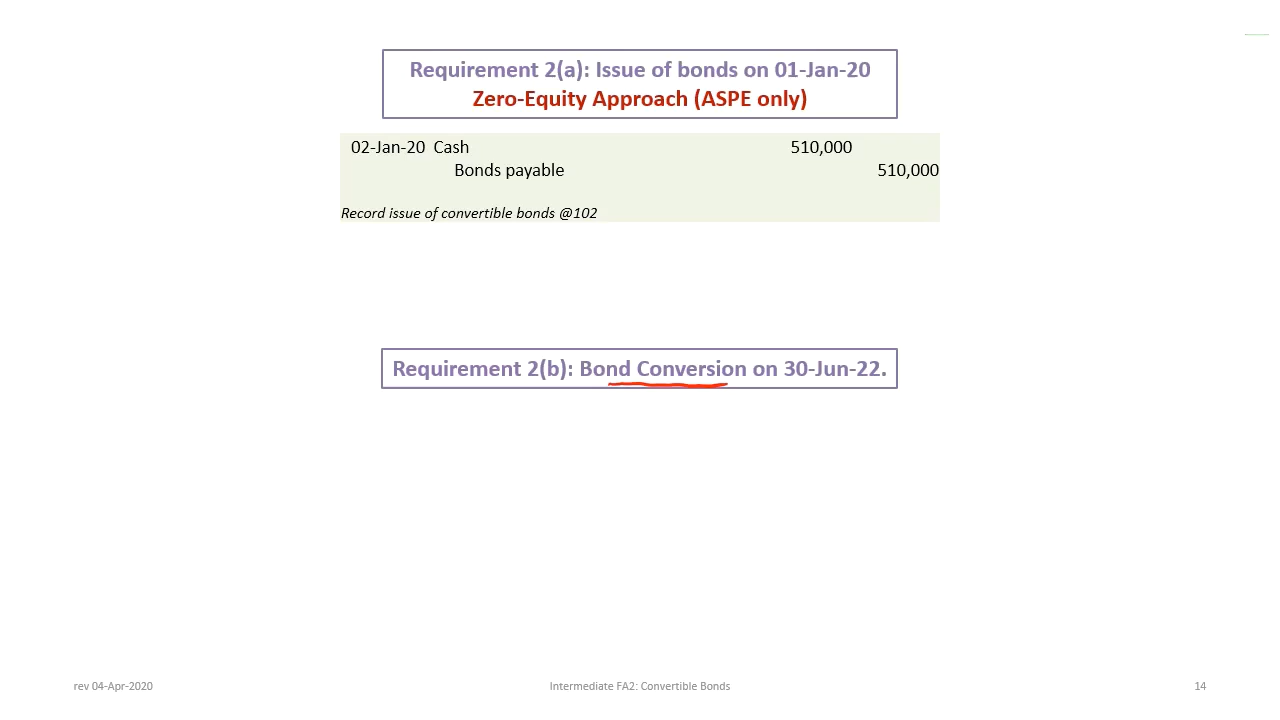 Requirement 2(a): Issue of bonds on 01-Jan-20
Zero-Equity Approach (ASPE only)
02-Jan-20 Cash 510,000
Bonds payable 510,000
Record issue of convertible bonds @102
Requirement 2(b): Bond Conversion on 30-Jun-22.
rev 04-Apr-2020 Intermediate FA2: Convertible Bonds 14